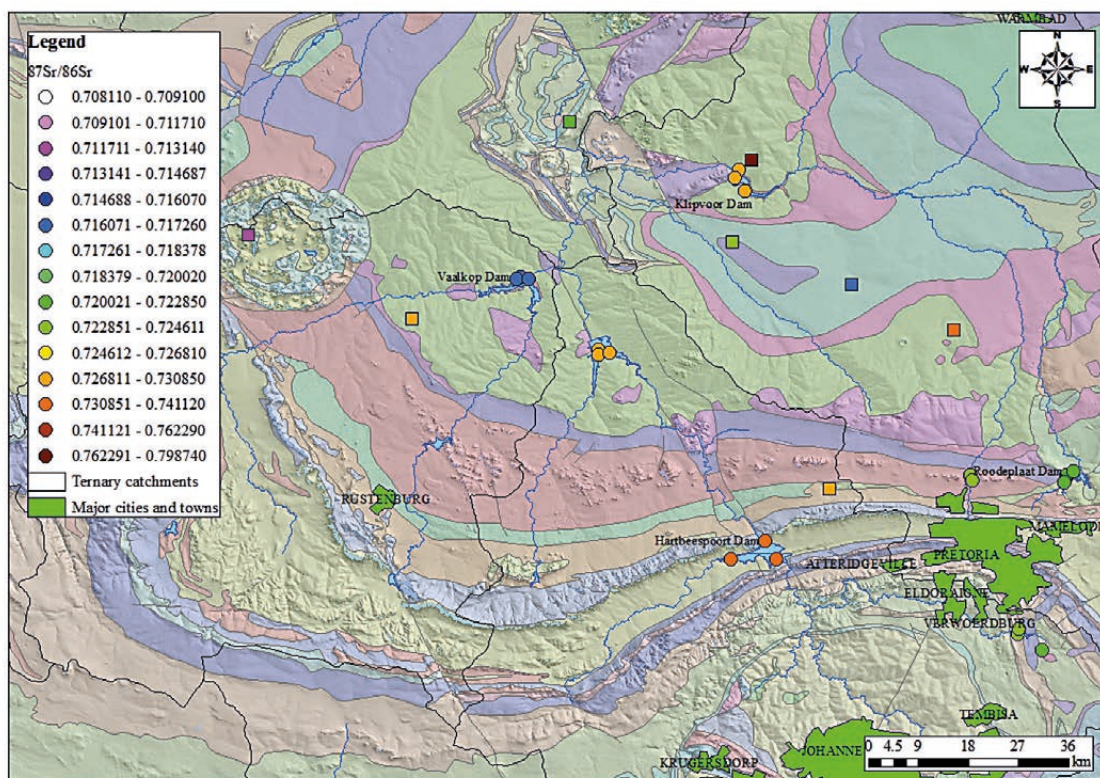 WARMBAD
Legend
87Sr/86Sr
0.708110 - 0.709100
0.709101 - 0.711710
0.711711 - 0.713140
0.713141 - 0.714687
0.714688 - 0.716070
0.716071 - 0.717260
0.717261 - 0.718378
0.718379 - 0.720020
0.720021 - 0.722850
0.722851 - 0.724611
0.724612 - 0.726810
0.726811 - 0.730850
0.730851 - 0.741120
0.741121 - 0.762290
0.762291 - 0.798740
Ternary catchments
Major cities and towns
N
W E
S
Klipvoor Dam
Vaalkop Dam
Roodeplaat Dam
RUSTENBURG
Hartbeespoort Dam
MAMELODI
PRETORIA
ATTERIDGEVILLE
ELDORAIGNE
VERWOERDBURG
TEMBISA
JOHANNE
KRUGERSDORP
0 4.5 9 18 27 36
km